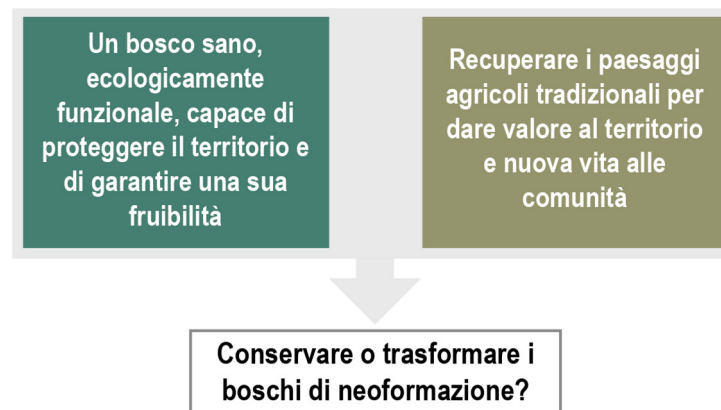 Un bosco sano,
ecologicamente
funzionale, capace di
proteggere il territorio e
di garantire una sua
fruibilità
Recuperare i paesaggi
agricoli tradizionali per
dare valore al territorio
e nuova vita alle
comunità
Conservare o trasformare i
boschi di neoformazione?